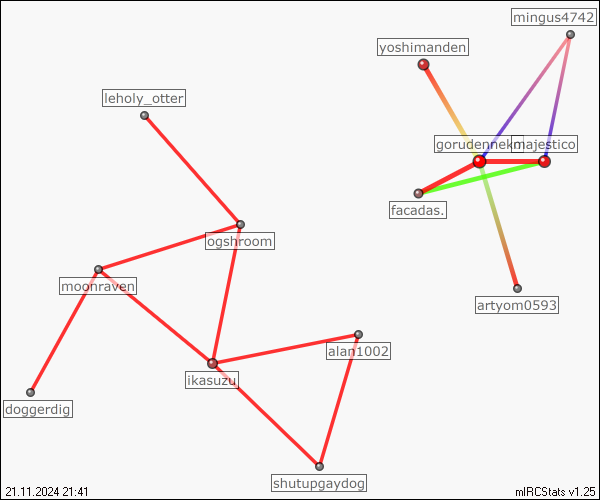 mingus4742
yoshimanden
leholy_otter
majestico
facadas.
ogshroom
moonraven
artyom0593
alan1002
ikasuzu
doggerdig
shutupgaydog
21.11.2024 21:41
mIRCStats v1.25